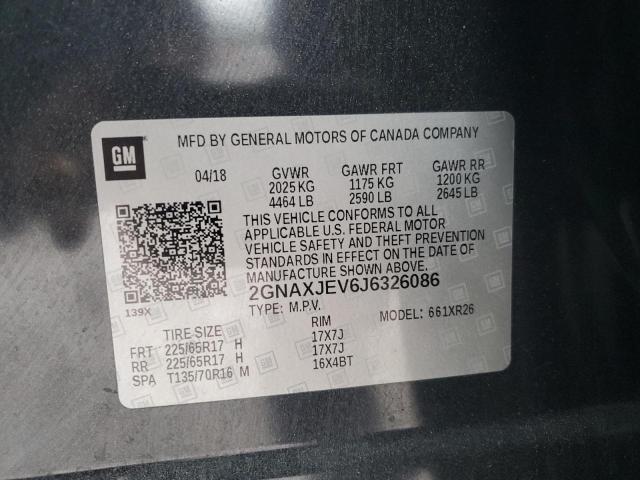 GM
MFD BY GENERAL MOTORS OF CANADA COMPANY
04/18 GVWR GAWR FRT GAWR RR
2025 KG 1175 KG 1200 KG
4464 LB 2590 LB 2645 LB
THIS VEHICLE CONFORMS TO ALL
APPLICABLE U.S. FEDERAL MOTOR
VEHICLE SAFETY AND THEFT PREVENTION
STANDARDS IN EFFECT ON THE DATE OF
MANUFACTURE SHOWN ABOVE.
2GNAXJEV6J6326086
139X TYPE: M.P.V. MODEL: 661XR26
TIRE SIZE RIM
FRT 225/65R17 H 17X7J
RR 225/65R17 H 17X7J
SPA T135/70R16 M 16X4BT